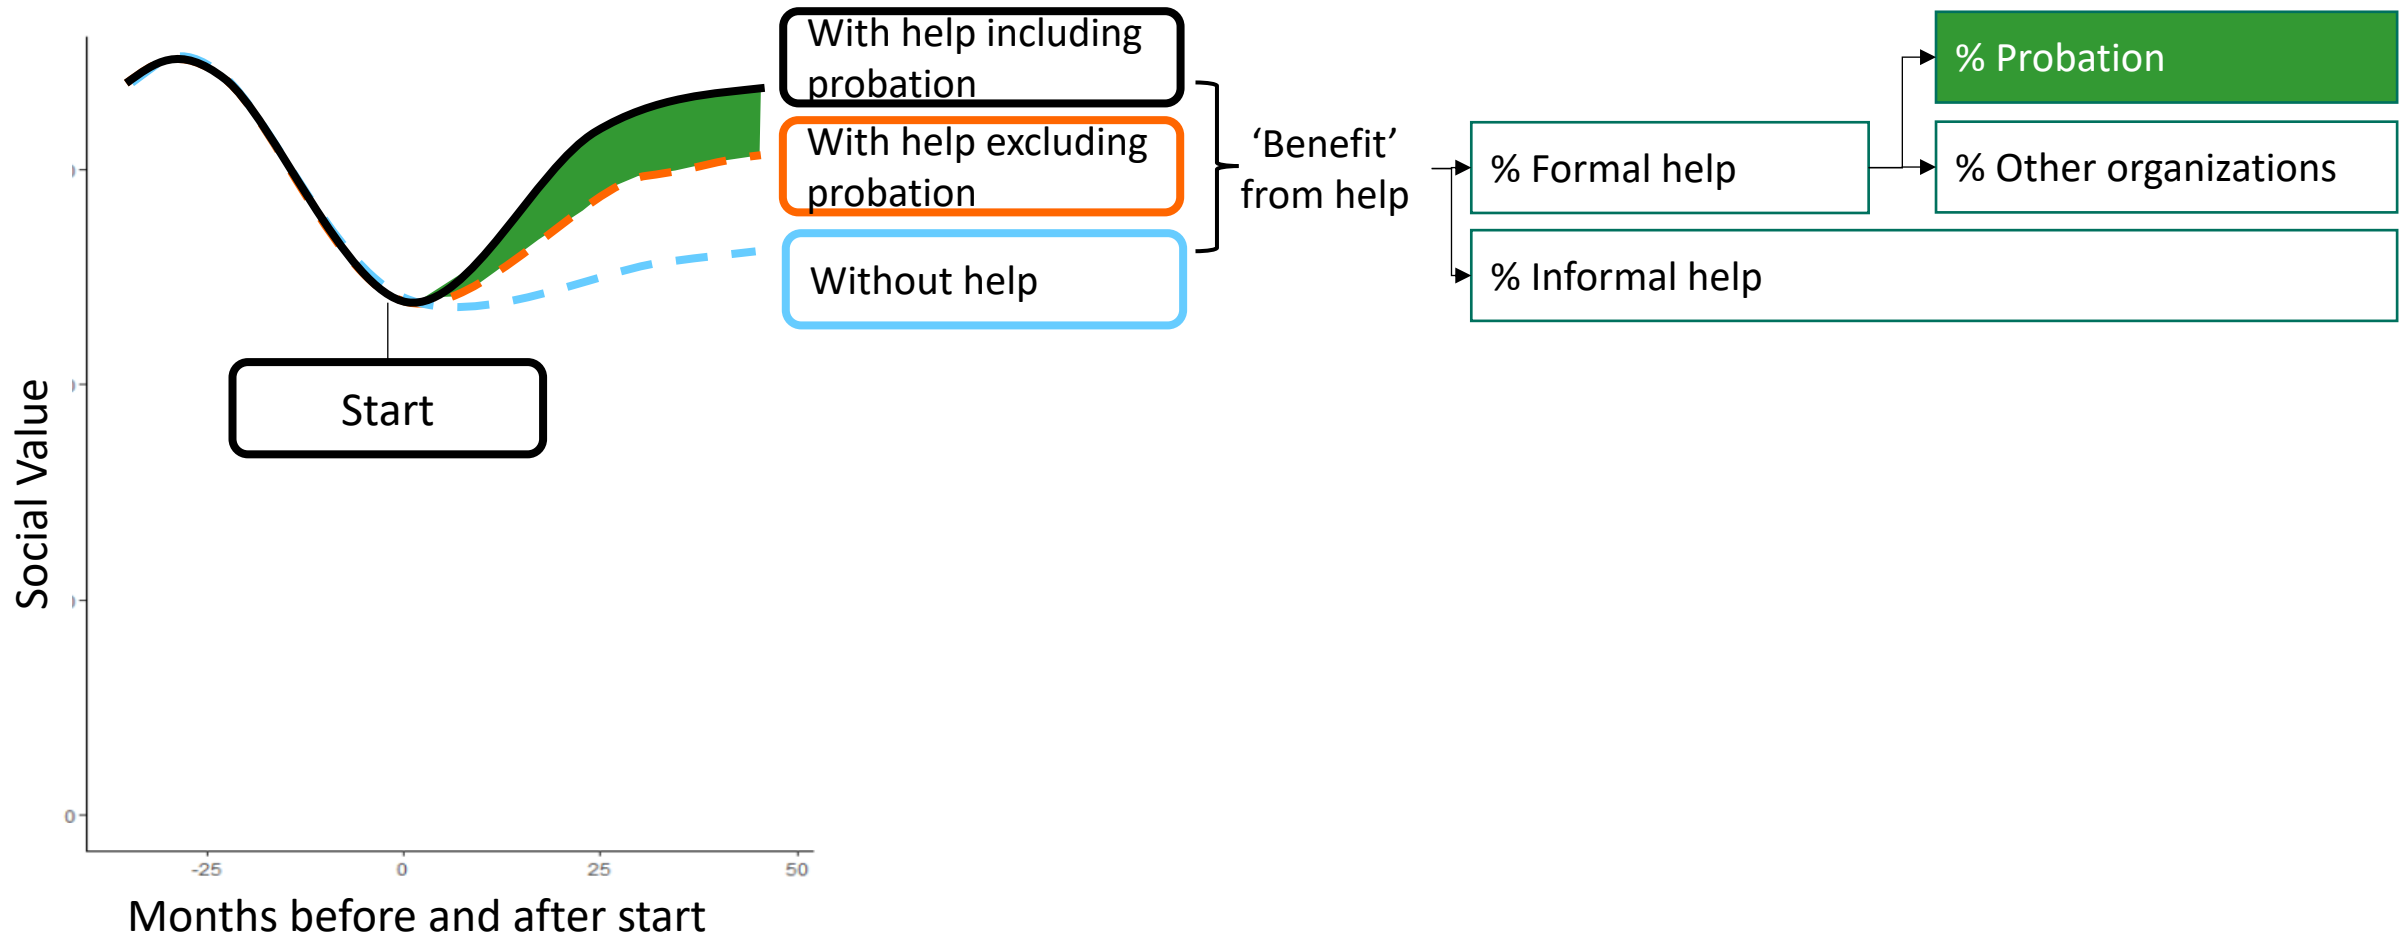 With help including
probation
With help excluding
probation
Without help
‘Benefit’
from help
% Formal help
% Informal help
% Probation
% Other organizations
Start
Social Value
0
-25
0
25
50
Months before and after start